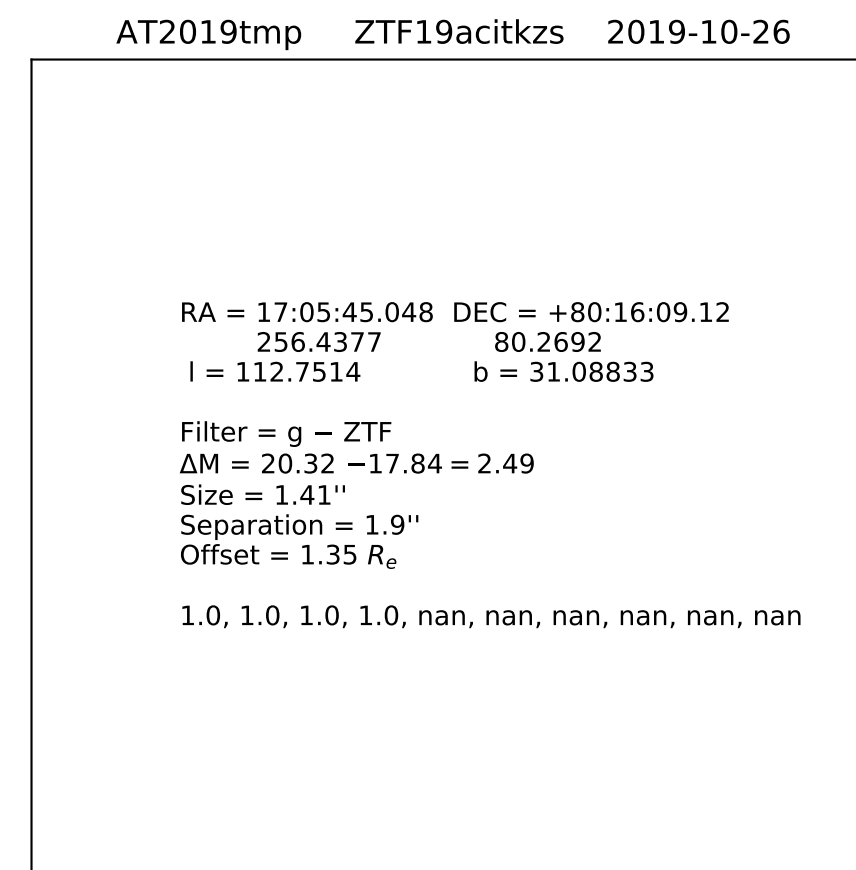 AT2019tmp ZTF19acitkzs 2019-10-26
RA = 17:05:45.048 DEC = +80:16:09.12
256.4377 80.2692
l = 112.7514 b = 31.08833
Filter = g − ZTF
ΔM = 20.32 −17.84 = 2.49
Size = 1.41''
Separation = 1.9''
Offset = 1.35 Re
1.0, 1.0, 1.0, 1.0, nan, nan, nan, nan, nan, nan